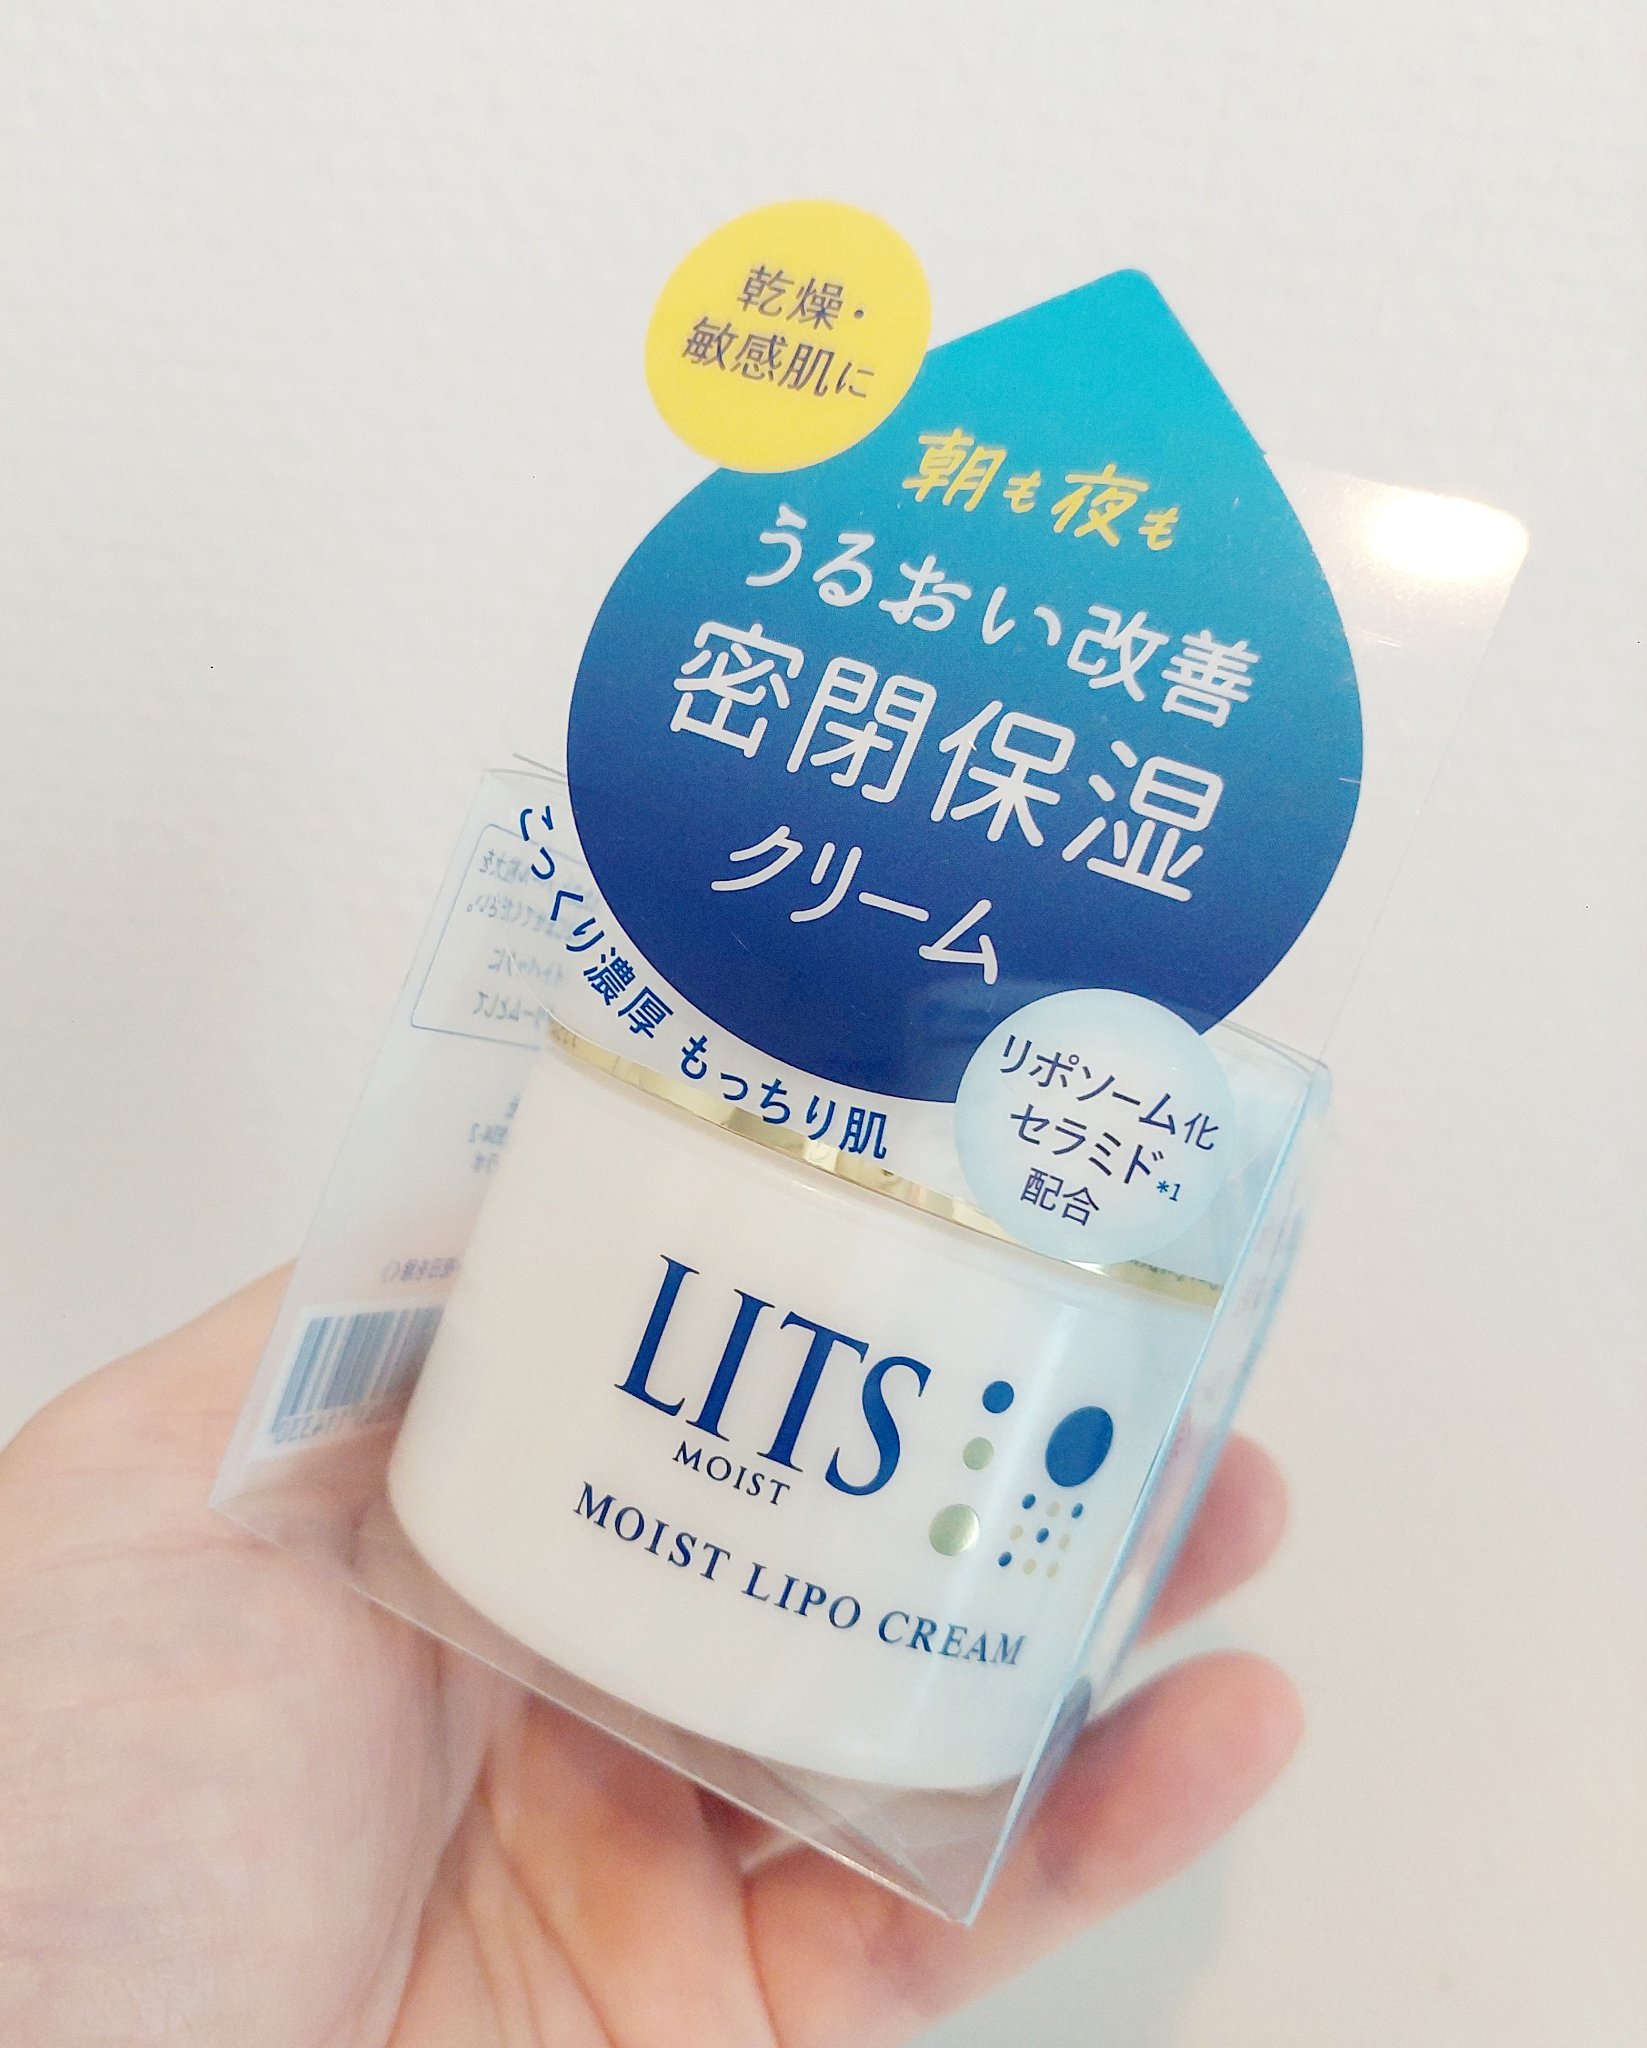 乾燥・
敏感肌に
朝も夜も
うるおい改善
密閉保湿
クリーム
こっくり濃厚 もっちり肌
リポソーム化
セラミド*1
配合
LITS
MOIST
MOIST LIPO CREAM